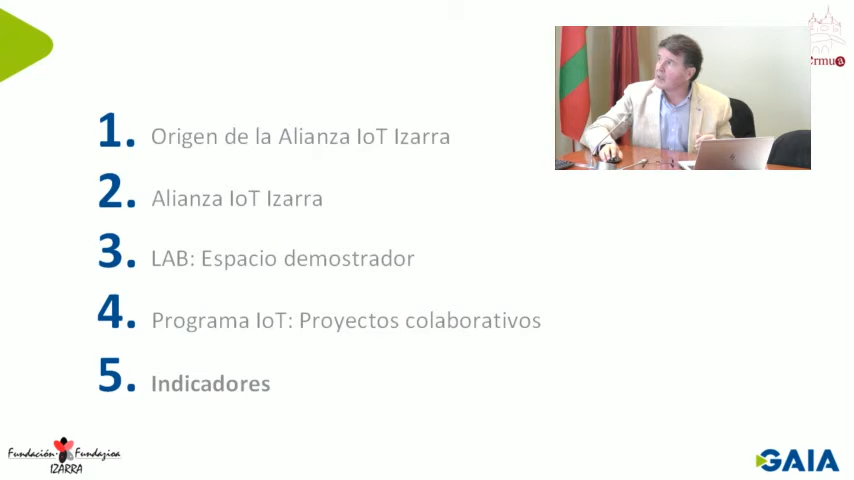 Ermua
1. Origen de la Alianza IoT Izarra
2. Alianza IoT Izarra
3. LAB: Espacio demostrador
4. Programa IoT: Proyectos colaborativos
5. Indicadores
Fundación Fundazioa
IZARRA
GAIA